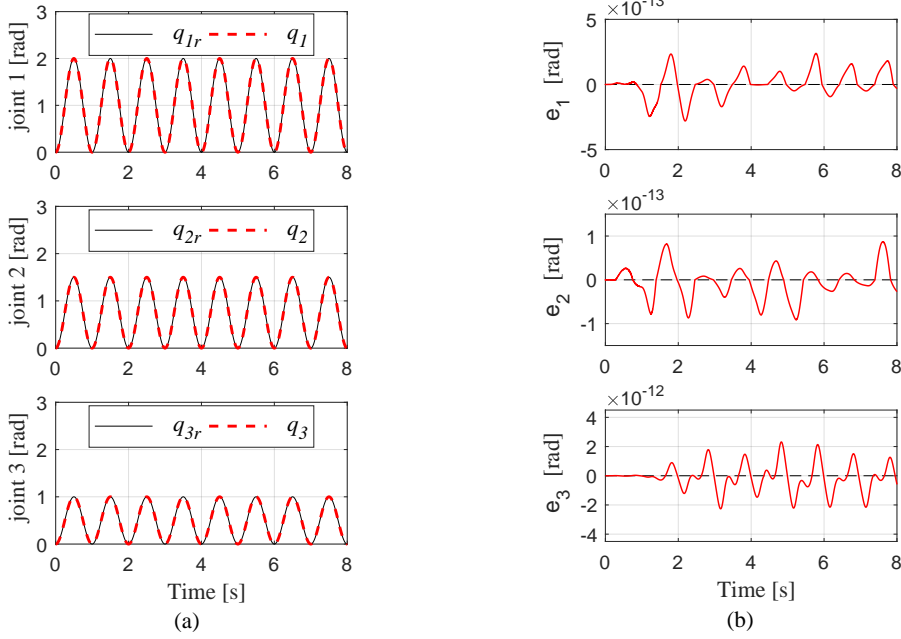 joint 1 [rad]
3
2
1
0
q1r q1
0 2 4 6 8
joint 2 [rad]
3
2
1
0
q2r q2
0 2 4 6 8
joint 3 [rad]
3
2
1
0
q3r q3
0 2 4 6 8
Time [s]
(a)
×10-13
e1 [rad]
5
0
-5
0 2 4 6 8
×10-13
e2 [rad]
1
0
-1
0 2 4 6 8
×10-12
e3 [rad]
4
2
0
-2
-4
0 2 4 6 8
Time [s]
(b)